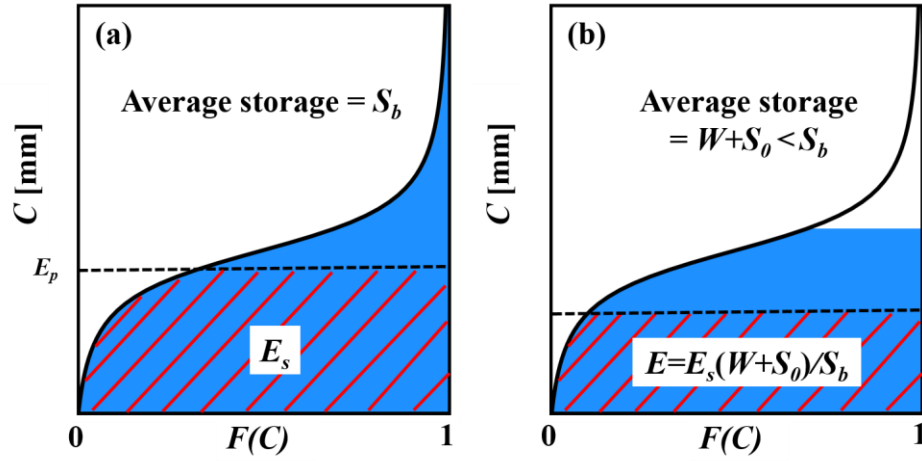 (a)
Average storage = S_b
C [mm]
E_p
E_s
0
F(C)
1
(b)
Average storage
= W+S_0 < S_b
C [mm]
E=E_s(W+S_0)/S_b
0
F(C)
1